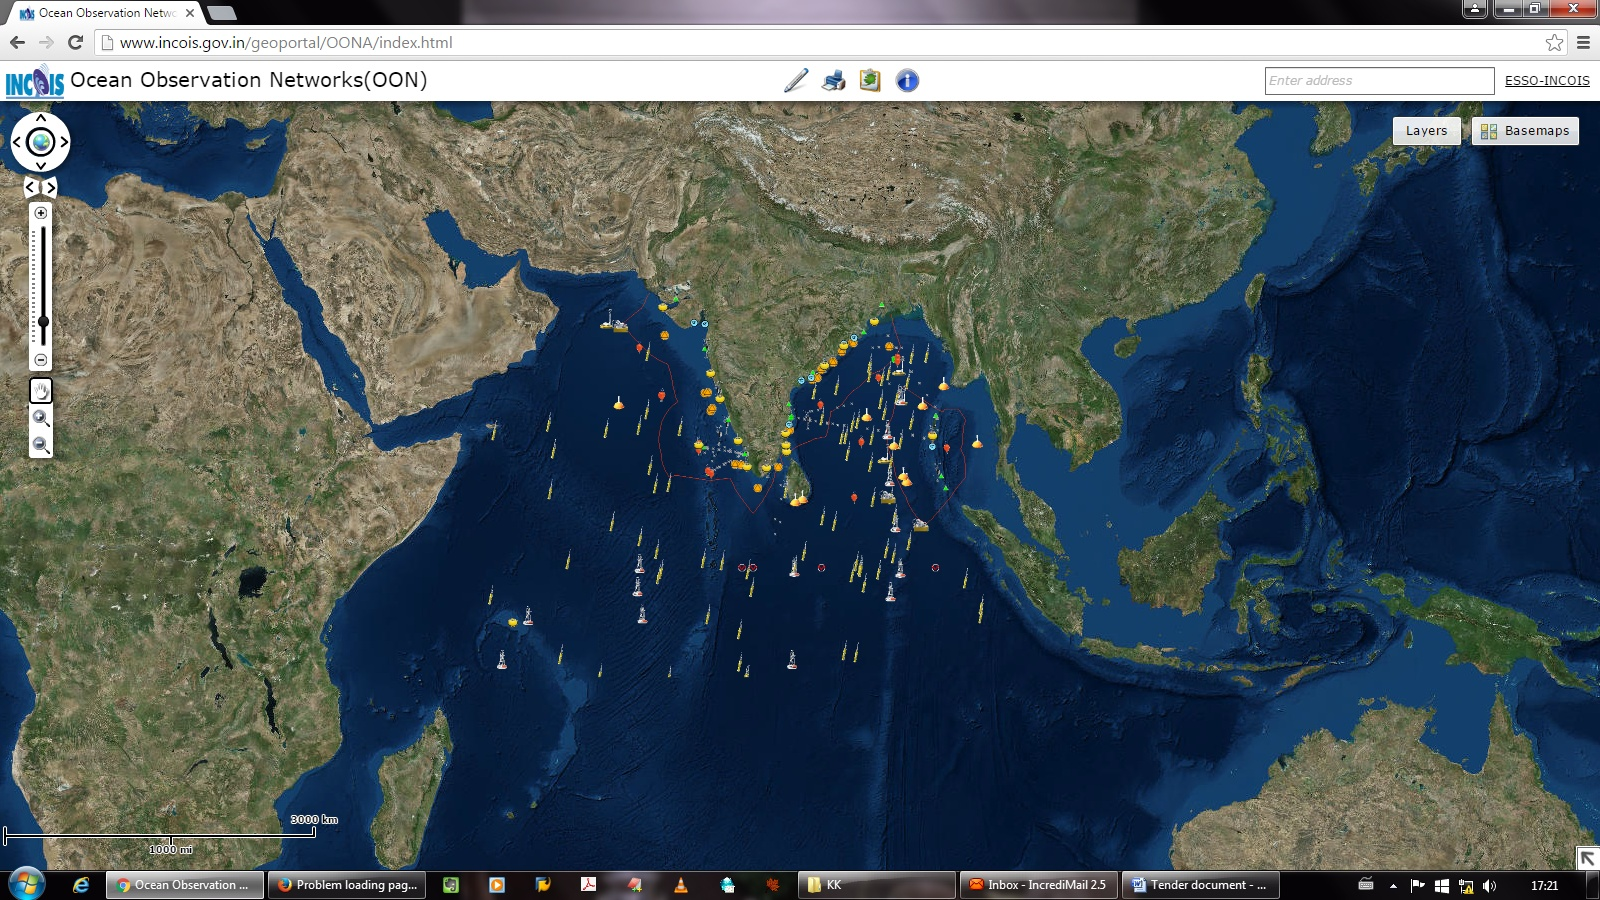 Ocean Observation Netwo
www.incois.gov.in/geoportal/OONA/index.html
INCOIS Ocean Observation Networks(OON)
Enter address
ESSO-INCOIS
Layers
Basemaps
3000 km
1000 mi
Ocean Observation ...
Problem loading pag...
KK
Inbox - IncrediMail 2.5
Tender document - ...
17:21